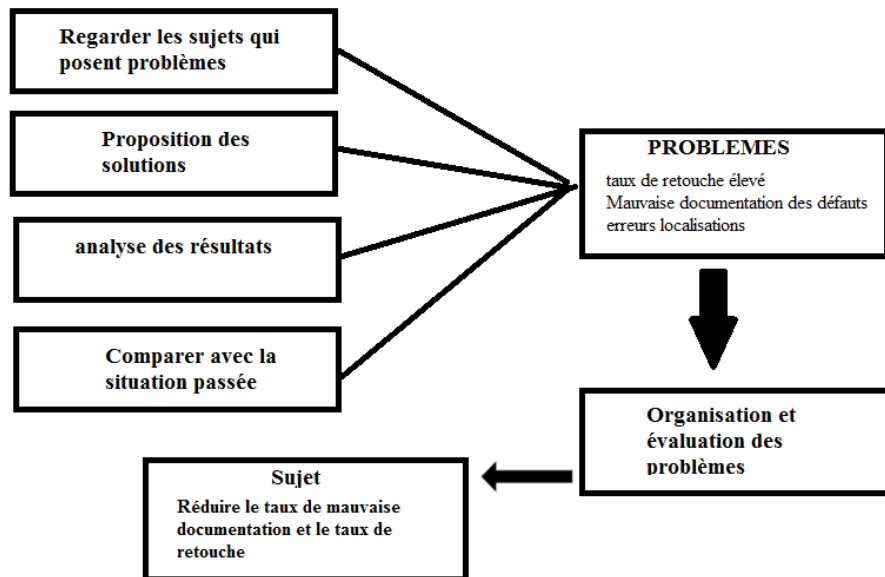 Regarder les sujets qui
posent problèmes
Proposition des
solutions
analyse des résultats
Comparer avec la
situation passée
PROBLEMES
taux de retouche élevé
Mauvaise documentation des défauts
erreurs localisations
Organisation et
évaluation des
problèmes
Sujet
Réduire le taux de mauvaise
documentation et le taux de
retouche